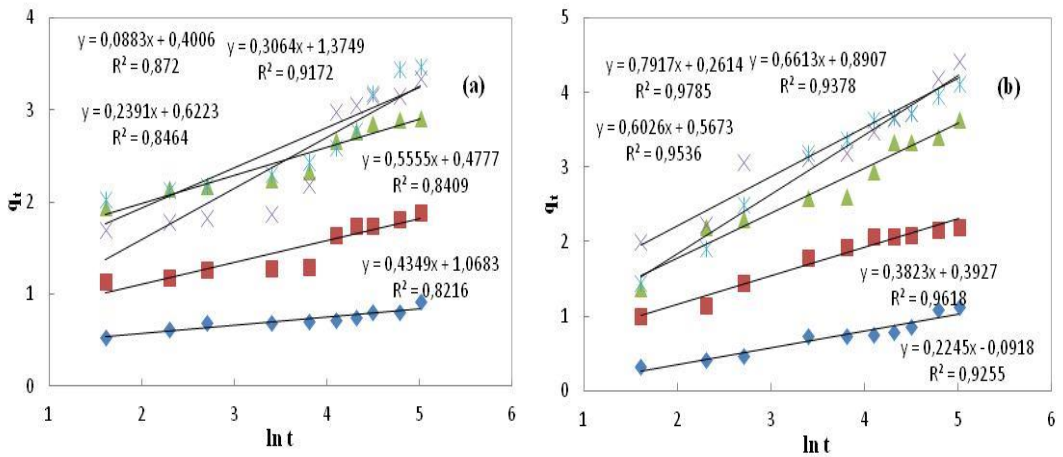 4
3
2
1
0
qt
y = 0,0883x + 0,4006
R² = 0,872
y = 0,3064x + 1,3749
R² = 0,9172
(a)
y = 0,2391x + 0,6223
R² = 0,8464
y = 0,5555x + 0,4777
R² = 0,8409
y = 0,4349x + 1,0683
R² = 0,8216
1 2 3 4 5 6
ln t
5
4
3
2
1
0
qt
y = 0,7917x + 0,2614
R² = 0,9785
y = 0,6613x + 0,8907
R² = 0,9378
(b)
y = 0,6026x + 0,5673
R² = 0,9536
y = 0,3823x + 0,3927
R² = 0,9618
y = 0,2245x - 0,0918
R² = 0,9255
1 2 3 4 5 6
ln t